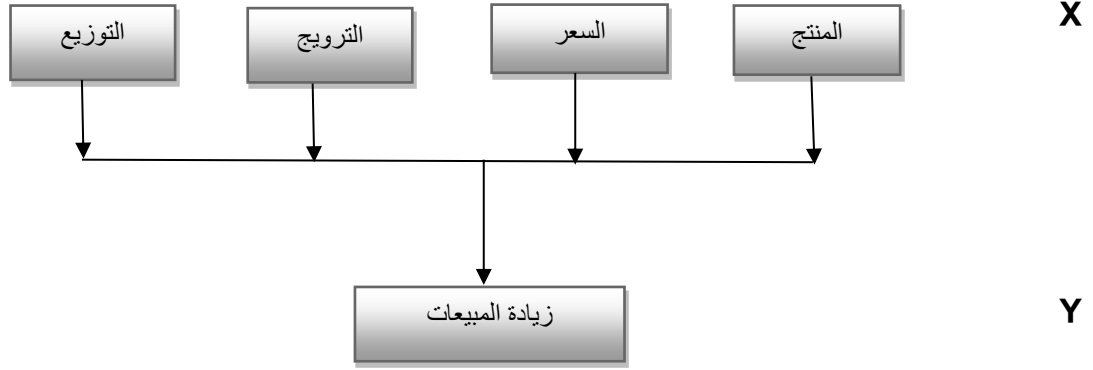 X
المنتج
السعر
الترويج
التوزيع
Y
زيادة المبيعات